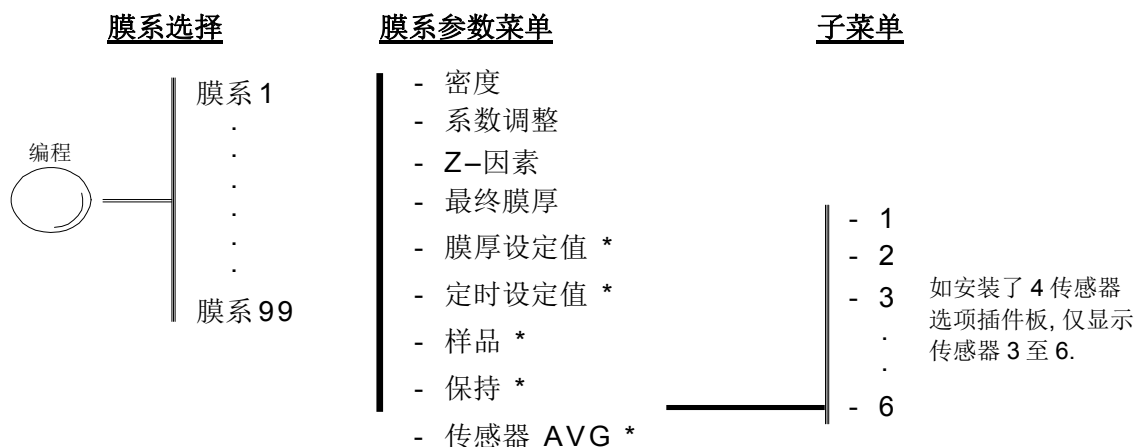 膜系选择
膜系参数菜单
子菜单
编程
膜系 1
.
.
.
.
.
.
膜系 99
- 密度
- 系数调整
- Z–因素
- 最终膜厚
- 膜厚设定值 *
- 定时设定值 *
- 样品 *
- 保持 *
- 传感器 AVG *
- 1
- 2
- 3
.
.
- 6
如安装了 4 传感器
选项插件板, 仅显示
传感器 3 至 6.